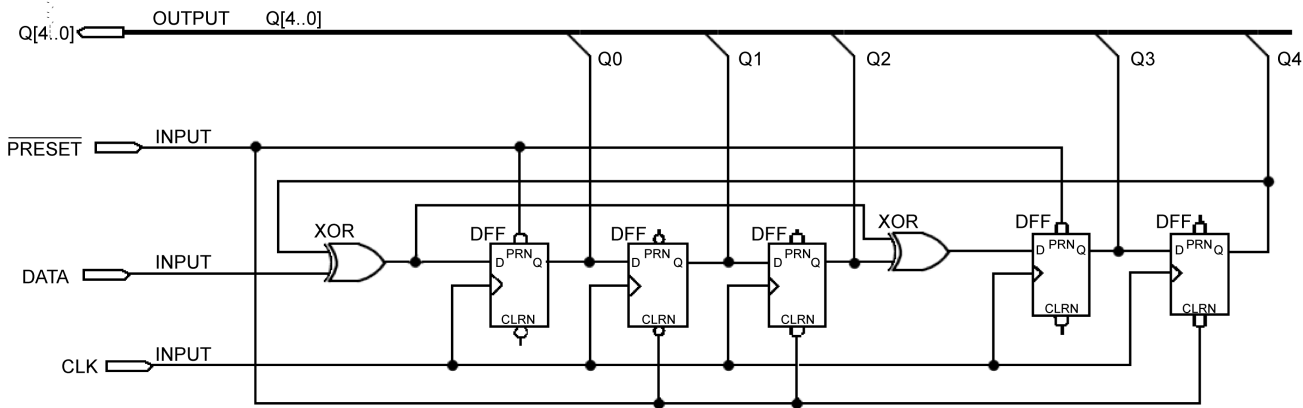 OUTPUT Q[4..0]
Q[4..0]
Q0 Q1 Q2 Q3 Q4
PRESET INPUT
XOR XOR
DFF DFF DFF DFF DFF
D PRN Q D PRN Q D PRN Q D PRN Q D PRN Q
DATA INPUT
CLRN CLRN CLRN CLRN CLRN
CLK INPUT